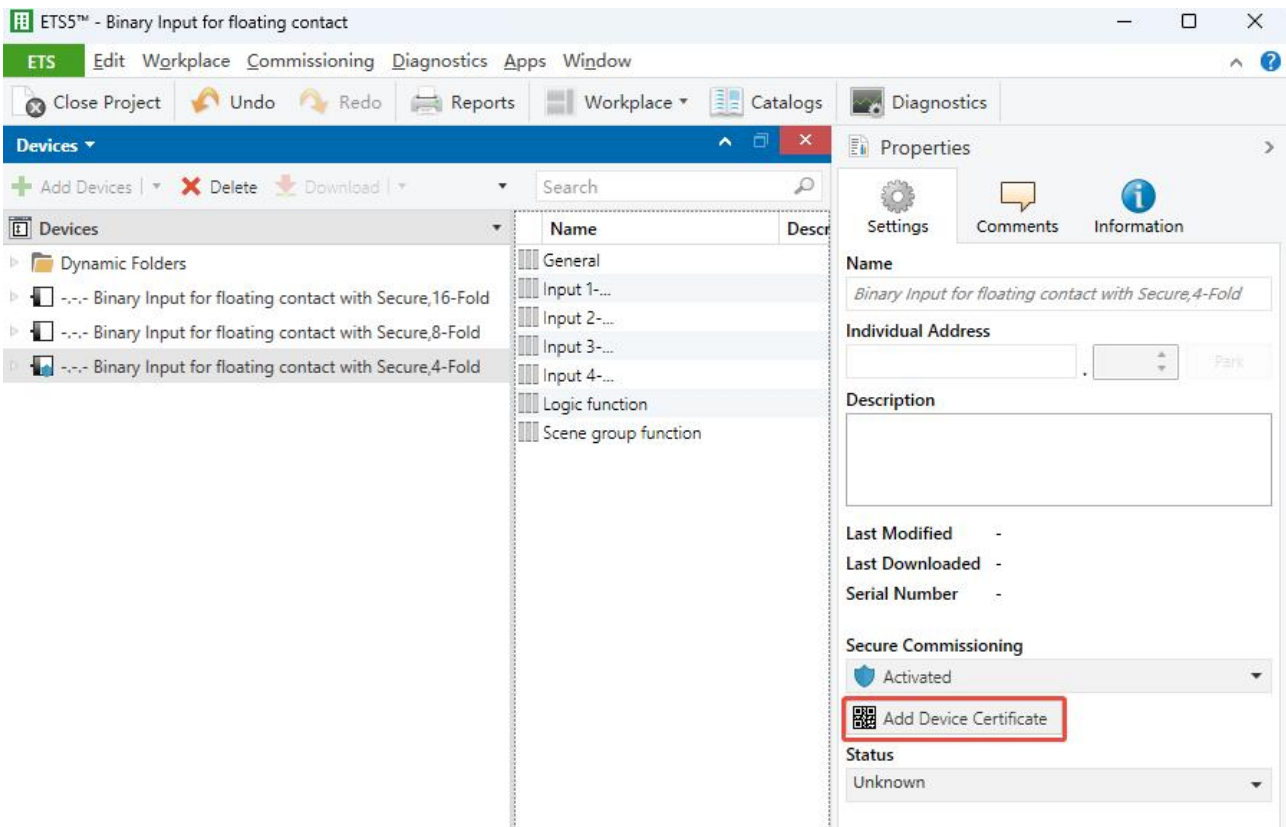 ETS5™ - Binary Input for floating contact
ETS Edit Workplace Commissioning Diagnostics Apps Window
Close Project Undo Redo Reports Workplace Catalogs Diagnostics
Devices
Add Devices Delete Download Search
Devices
Dynamic Folders
-.-.- Binary Input for floating contact with Secure,16-Fold
-.-.- Binary Input for floating contact with Secure,8-Fold
-.-.- Binary Input for floating contact with Secure,4-Fold
Name Descr
General
Input 1-...
Input 2-...
Input 3-...
Input 4-...
Logic function
Scene group function
Properties
Settings Comments Information
Name
Binary Input for floating contact with Secure,4-Fold
Individual Address
. Park
Description
Last Modified -
Last Downloaded -
Serial Number -
Secure Commissioning
Activated
Add Device Certificate
Status
Unknown